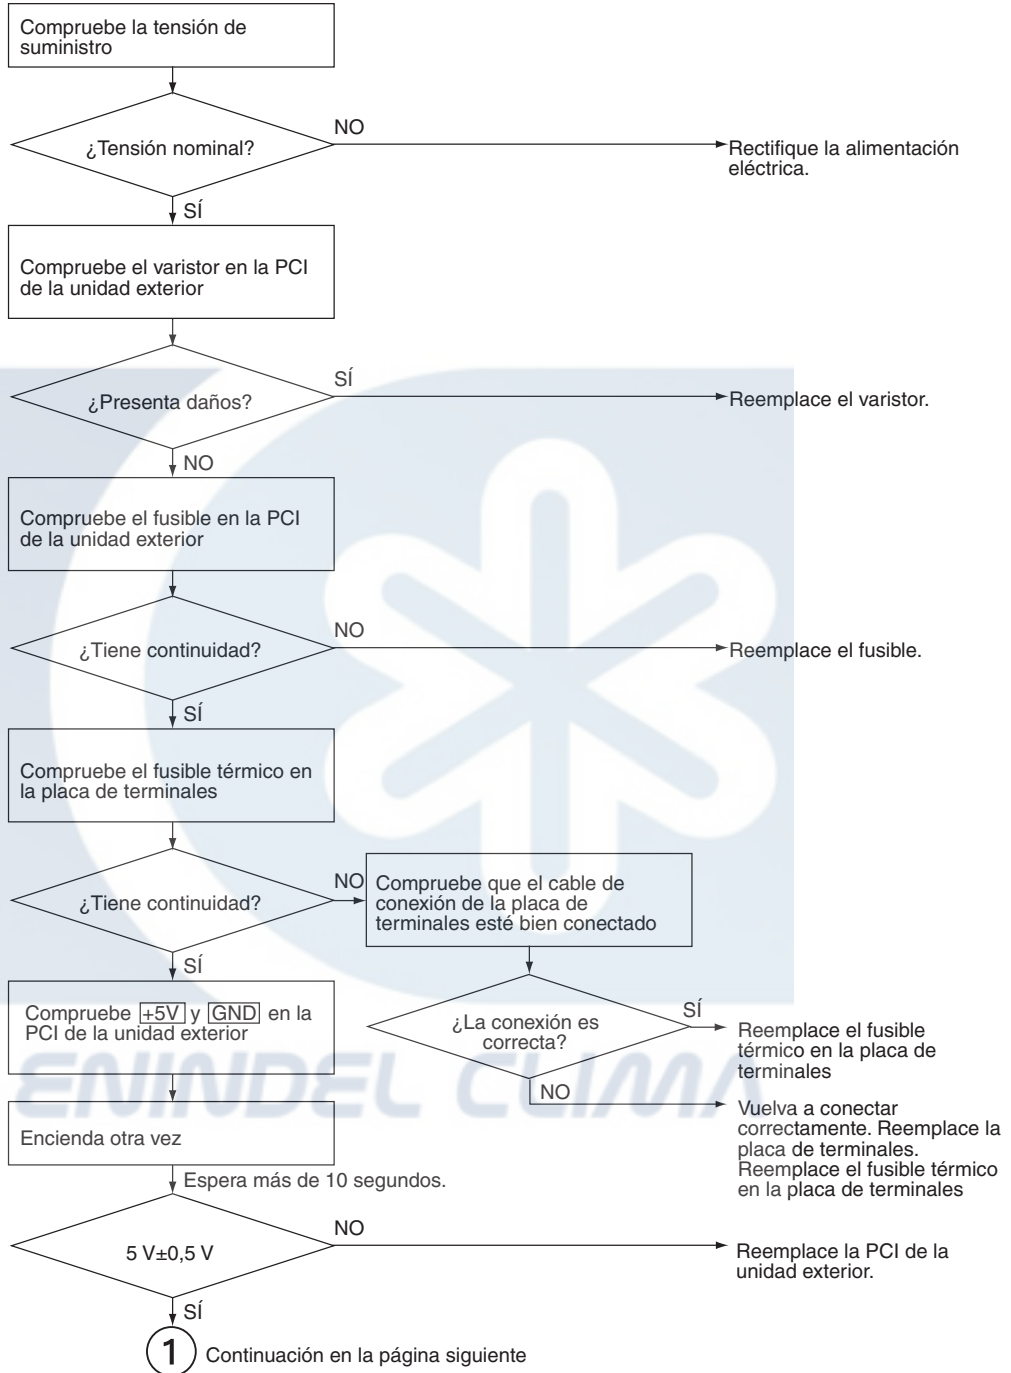 Compruebe la tensión de
suministro
¿Tensión nominal?
NO
Rectifique la alimentación
eléctrica.
SÍ
Compruebe el varistor en la PCI
de la unidad exterior
¿Presenta daños?
SÍ
Reemplace el varistor.
NO
Compruebe el fusible en la PCI
de la unidad exterior
¿Tiene continuidad?
NO
Reemplace el fusible.
SÍ
Compruebe el fusible térmico en
la placa de terminales
¿Tiene continuidad?
NO
Compruebe que el cable de
conexión de la placa de
terminales esté bien conectado
SÍ
Compruebe +5V y GND en la
PCI de la unidad exterior
¿La conexión es
correcta?
SÍ
Reemplace el fusible
térmico en la placa de
terminales
NO
Vuelva a conectar
correctamente. Reemplace la
placa de terminales.
Reemplace el fusible térmico
en la placa de terminales
ENINDEL CLIMA
Encienda otra vez
Espera más de 10 segundos.
5 V±0,5 V
NO
Reemplace la PCI de la
unidad exterior.
SÍ
1 Continuación en la página siguiente